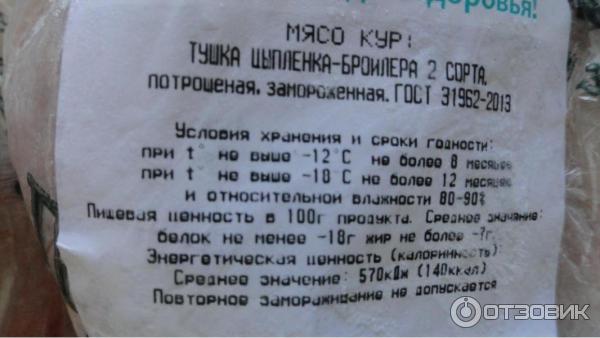 доровья!
МЯСО КУР:
ТУШКА ЦЫПЛЕНКА-БРОЙЛЕРА 2 СОРТА,
потрошеная, замороженная. ГОСТ 31962-2013
Условия хранения и сроки годности:
при t° не выше -12°C не более 8 месяцев
при t° не выше -18°C не более 12 месяцев
и относительной влажности 80-90%
Пищевая ценность в 100г продукта. Среднее значение:
белок не менее -18г жир не более -7г.
Энергетическая ценность (калорийность):
Среднее значение: 570кДж (140ккал)
Повторное замораживание не допускается
ОТЗОВИК